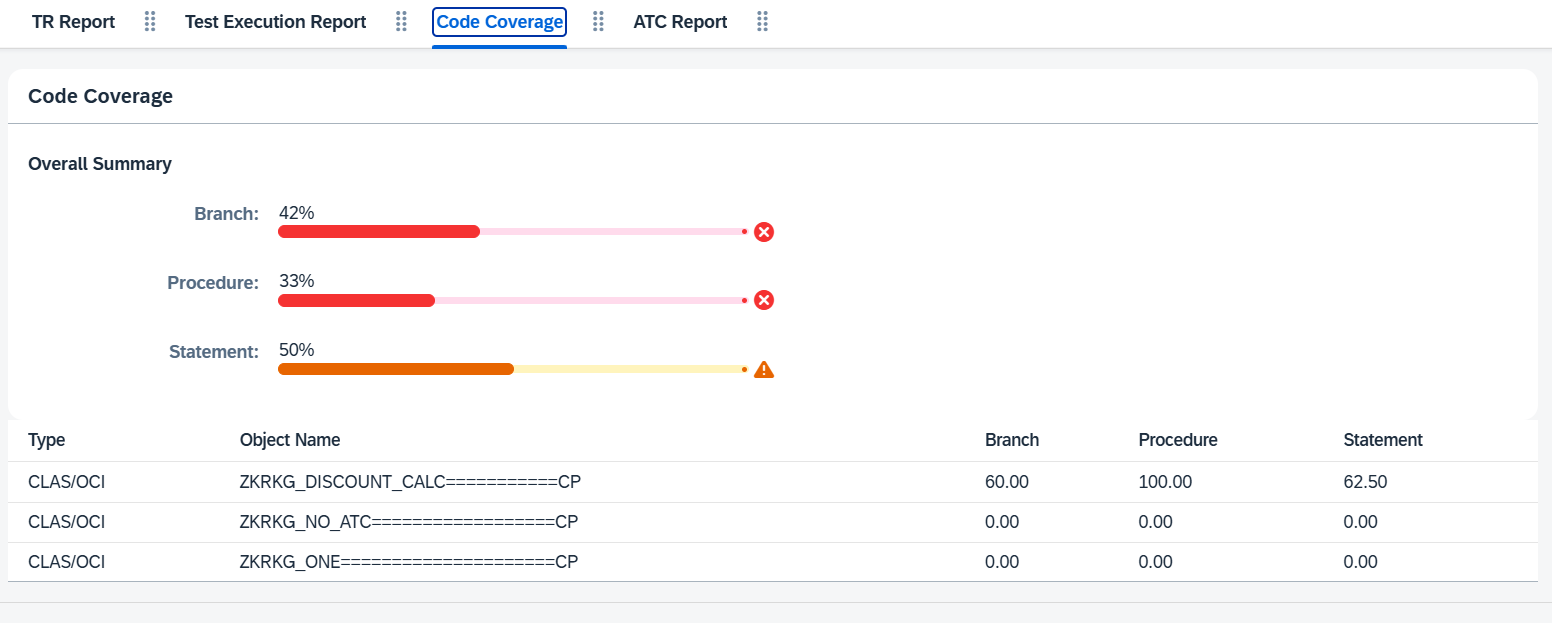 TR Report Test Execution Report Code Coverage ATC Report
Code Coverage
Overall Summary
Branch: 42%
Procedure: 33%
Statement: 50%
Type Object Name Branch Procedure Statement
CLAS/OCI ZKRKG_DISCOUNT_CALC===========CP 60.00 100.00 62.50
CLAS/OCI ZKRKG_NO_ATC==================CP 0.00 0.00 0.00
CLAS/OCI ZKRKG_ONE=====================CP 0.00 0.00 0.00